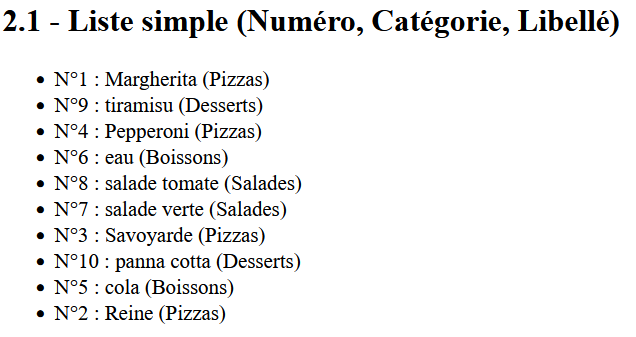 2.1 - Liste simple (Numéro, Catégorie, Libellé)
• N°1 : Margherita (Pizzas)
• N°9 : tiramisu (Desserts)
• N°4 : Pepperoni (Pizzas)
• N°6 : eau (Boissons)
• N°8 : salade tomate (Salades)
• N°7 : salade verte (Salades)
• N°3 : Savoyarde (Pizzas)
• N°10 : panna cotta (Desserts)
• N°5 : cola (Boissons)
• N°2 : Reine (Pizzas)